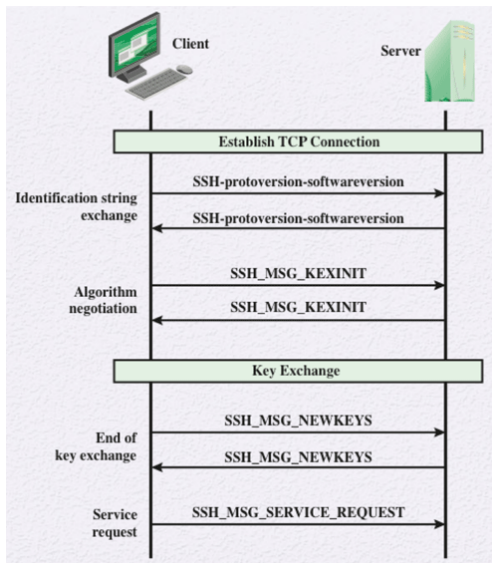 Client
Server
Establish TCP Connection
SSH-protoversion-softwareversion
Identification string
exchange
SSH-protoversion-softwareversion
SSH_MSG_KEXINIT
Algorithm
negotiation
SSH_MSG_KEXINIT
Key Exchange
SSH_MSG_NEWKEYS
End of
key exchange
SSH_MSG_NEWKEYS
Service
request
SSH_MSG_SERVICE_REQUEST